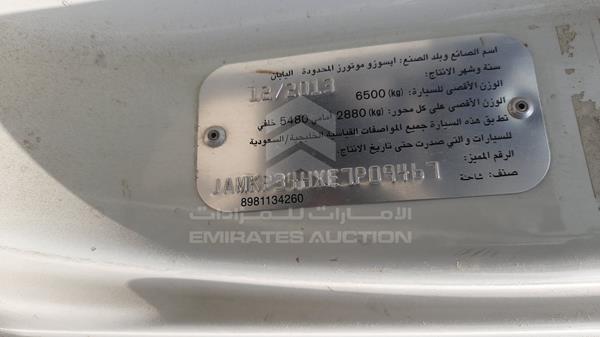 اسم الصانع وبلد الصنع: ايسوزو موتورز المحدودة اليابان
سنة وشهر الانتاج:
12/2013
الوزن الأقصى للسيارة: 6500 (kg)
الوزن الأقصى على كل محور: 2880 (kg) أمامي 5480 خلفي
تطابق هذه السيارة جميع المواصفات القياسية الخليجية/السعودية
للسيارات والتي صدرت حتى تاريخ الانتاج.
الرقم المميز:
صنف: شاحنة
8981134260
الامارات للمزادات
EMIRATES AUCTION